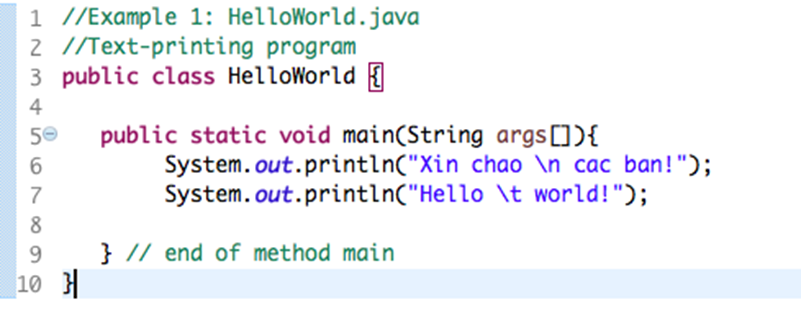 1 //Example 1: HelloWorld.java
2 //Text-printing program
3 public class HelloWorld {
4
5 public static void main(String args[]){
6 System.out.println("Xin chao \n cac ban!");
7 System.out.println("Hello \t world!");
8
9 } // end of method main
10 }